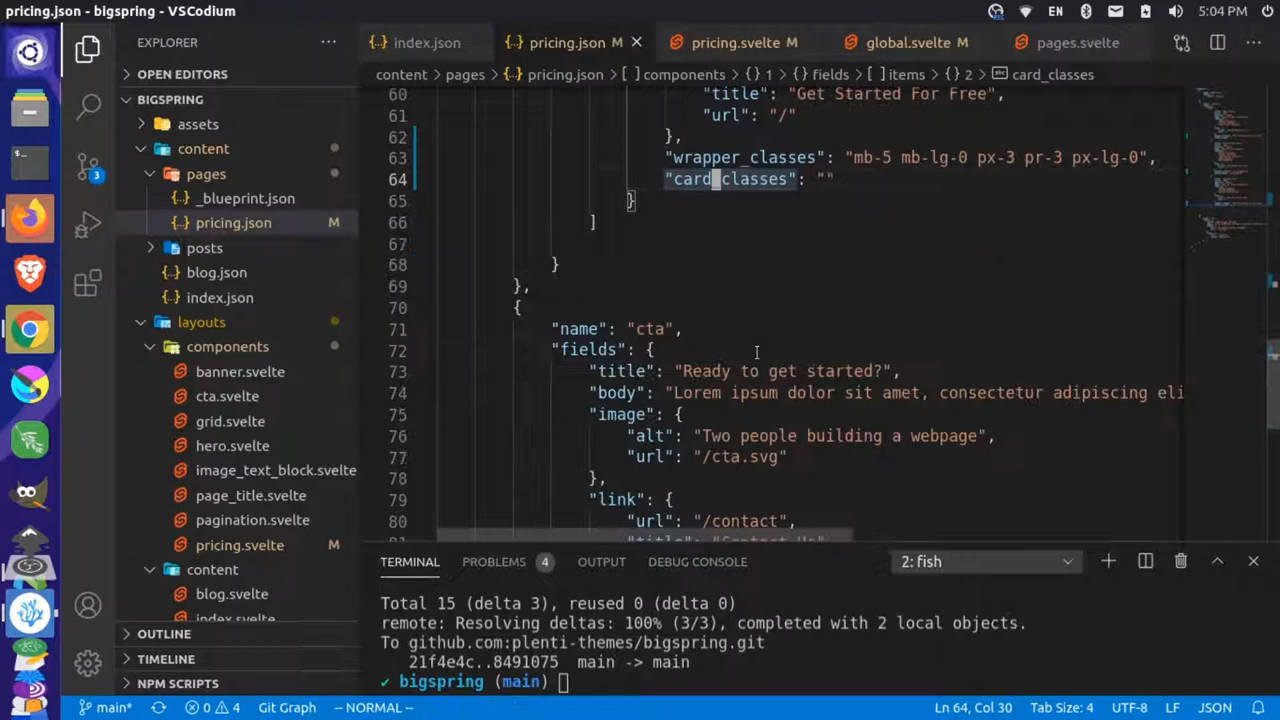 pricing.json - bigspring - VSCodium
EN 5:04 PM
EXPLORER
index.json
pricing.json M
pricing.svelte M
global.svelte M
pages.svelte
OPEN EDITORS
content pages {..} pricing.json [ ] components {} 1 {} fields [ ] items {} 2 card_classes
BIGSPRING
60 "title": "Get Started For Free",
assets
61 "url": "/"
content
62 },
pages
63 "wrapper_classes": "mb-5 mb-lg-0 px-3 pr-3 px-lg-0",
64 "card_classes": ""
_blueprint.json
65 }
pricing.json M
66 ]
posts
67
blog.json
68 }
index.json
69 },
layouts
70 {
components
71 "name": "cta",
72 "fields": {
banner.svelte
73 "title": "Ready to get started?",
cta.svelte
74 "body": "Lorem ipsum dolor sit amet, consectetur adipiscing eli
grid.svelte
75 "image": {
hero.svelte
76 "alt": "Two people building a webpage",
image_text_block.svelte
77 "url": "/cta.svg"
page_title.svelte
78 },
pagination.svelte
79 "link": {
80 "url": "/contact",
pricing.svelte M
81 "title": "Contact Us"
content
blog.svelte
index.svelte
OUTLINE
TIMELINE
NPM SCRIPTS
3
TERMINAL PROBLEMS 4 OUTPUT DEBUG CONSOLE 2: fish
Total 15 (delta 3), reused 0 (delta 0)
remote: Resolving deltas: 100% (3/3), completed with 2 local objects.
To github.com:plenti-themes/bigspring.git
21f4e4c..8491075 main -> main
✔ bigspring (main)
main* 0 4 Git Graph -- NORMAL -- Ln 64, Col 30 Tab Size: 4 UTF-8 LF JSON